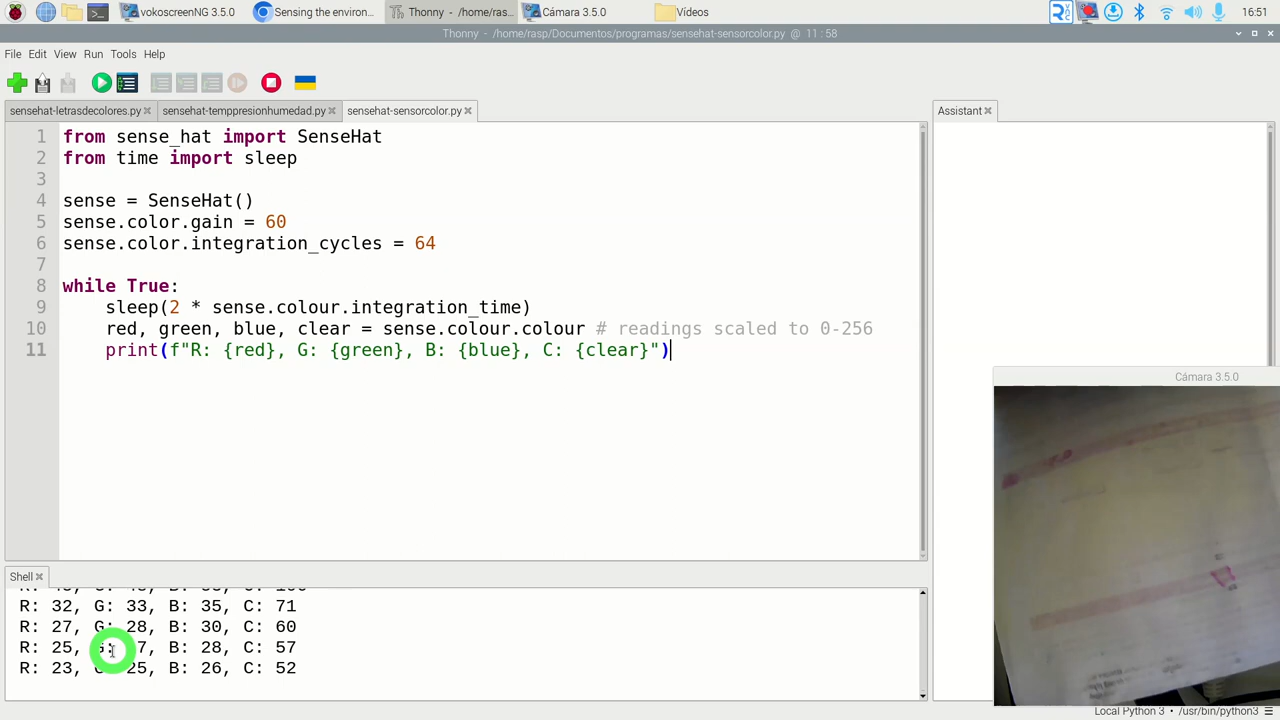 vokoscreenNG 3.5.0
Sensing the environ...
Thonny - /home/ras...
Cámara 3.5.0
Vídeos
16:51
Thonny - /home/rasp/Documentos/programas/sensehat-sensorcolor.py @ 11 : 58
File Edit View Run Tools Help
sensehat-letrasdecolores.py
sensehat-temppresionhumedad.py
sensehat-sensorcolor.py
Assistant
1 from sense_hat import SenseHat
2 from time import sleep
3
4 sense = SenseHat()
5 sense.color.gain = 60
6 sense.color.integration_cycles = 64
7
8 while True:
9 sleep(2 * sense.colour.integration_time)
10 red, green, blue, clear = sense.colour.colour # readings scaled to 0-256
11 print(f"R: {red}, G: {green}, B: {blue}, C: {clear}")
Cámara 3.5.0
Shell
R: 32, G: 33, B: 35, C: 71
R: 27, G: 28, B: 30, C: 60
R: 25, G: 7, B: 28, C: 57
R: 23, 25, B: 26, C: 52
Local Python 3 • /usr/bin/python3 ☰